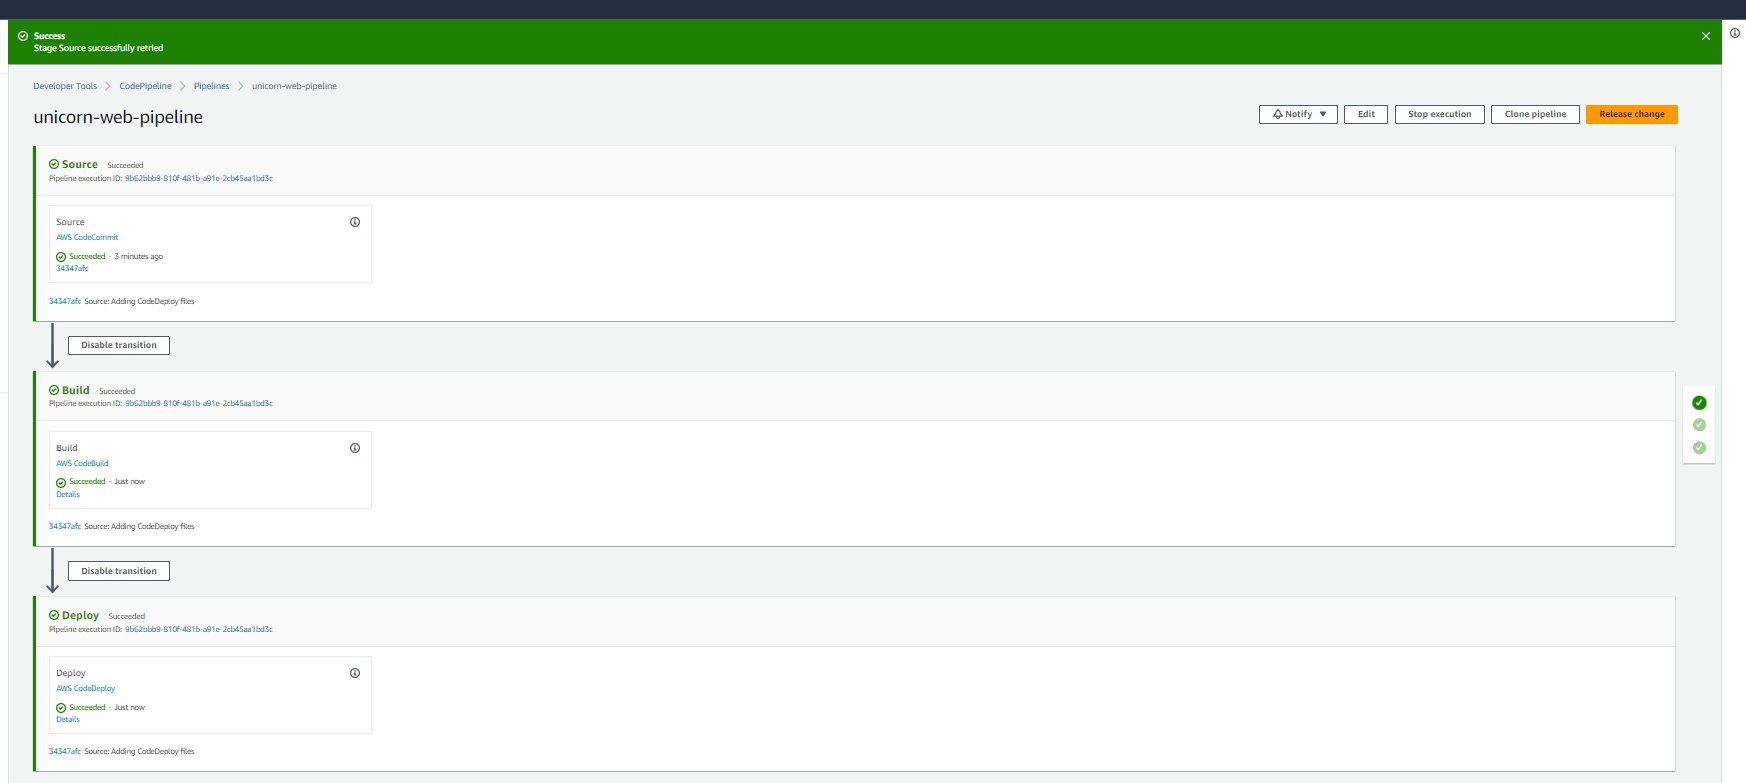 Success
Stage Source successfully retried
Developer Tools
CodePipeline
Pipelines
unicorn-web-pipeline
unicorn-web-pipeline
Notify
Edit
Stop execution
Clone pipeline
Release change
Source Succeeded
Pipeline execution ID: 9b62bbb9-810f-481b-a91e-2cb45aa1bd3c
Source
AWS CodeCommit
Succeeded - 3 minutes ago
34347afc
34347afc Source: Adding CodeDeploy files
Disable transition
Build Succeeded
Pipeline execution ID: 9b62bbb9-810f-481b-a91e-2cb45aa1bd3c
Build
AWS CodeBuild
Succeeded - Just now
Details
34347afc Source: Adding CodeDeploy files
Disable transition
Deploy Succeeded
Pipeline execution ID: 9b62bbb9-810f-481b-a91e-2cb45aa1bd3c
Deploy
AWS CodeDeploy
Succeeded - Just now
Details
34347afc Source: Adding CodeDeploy files